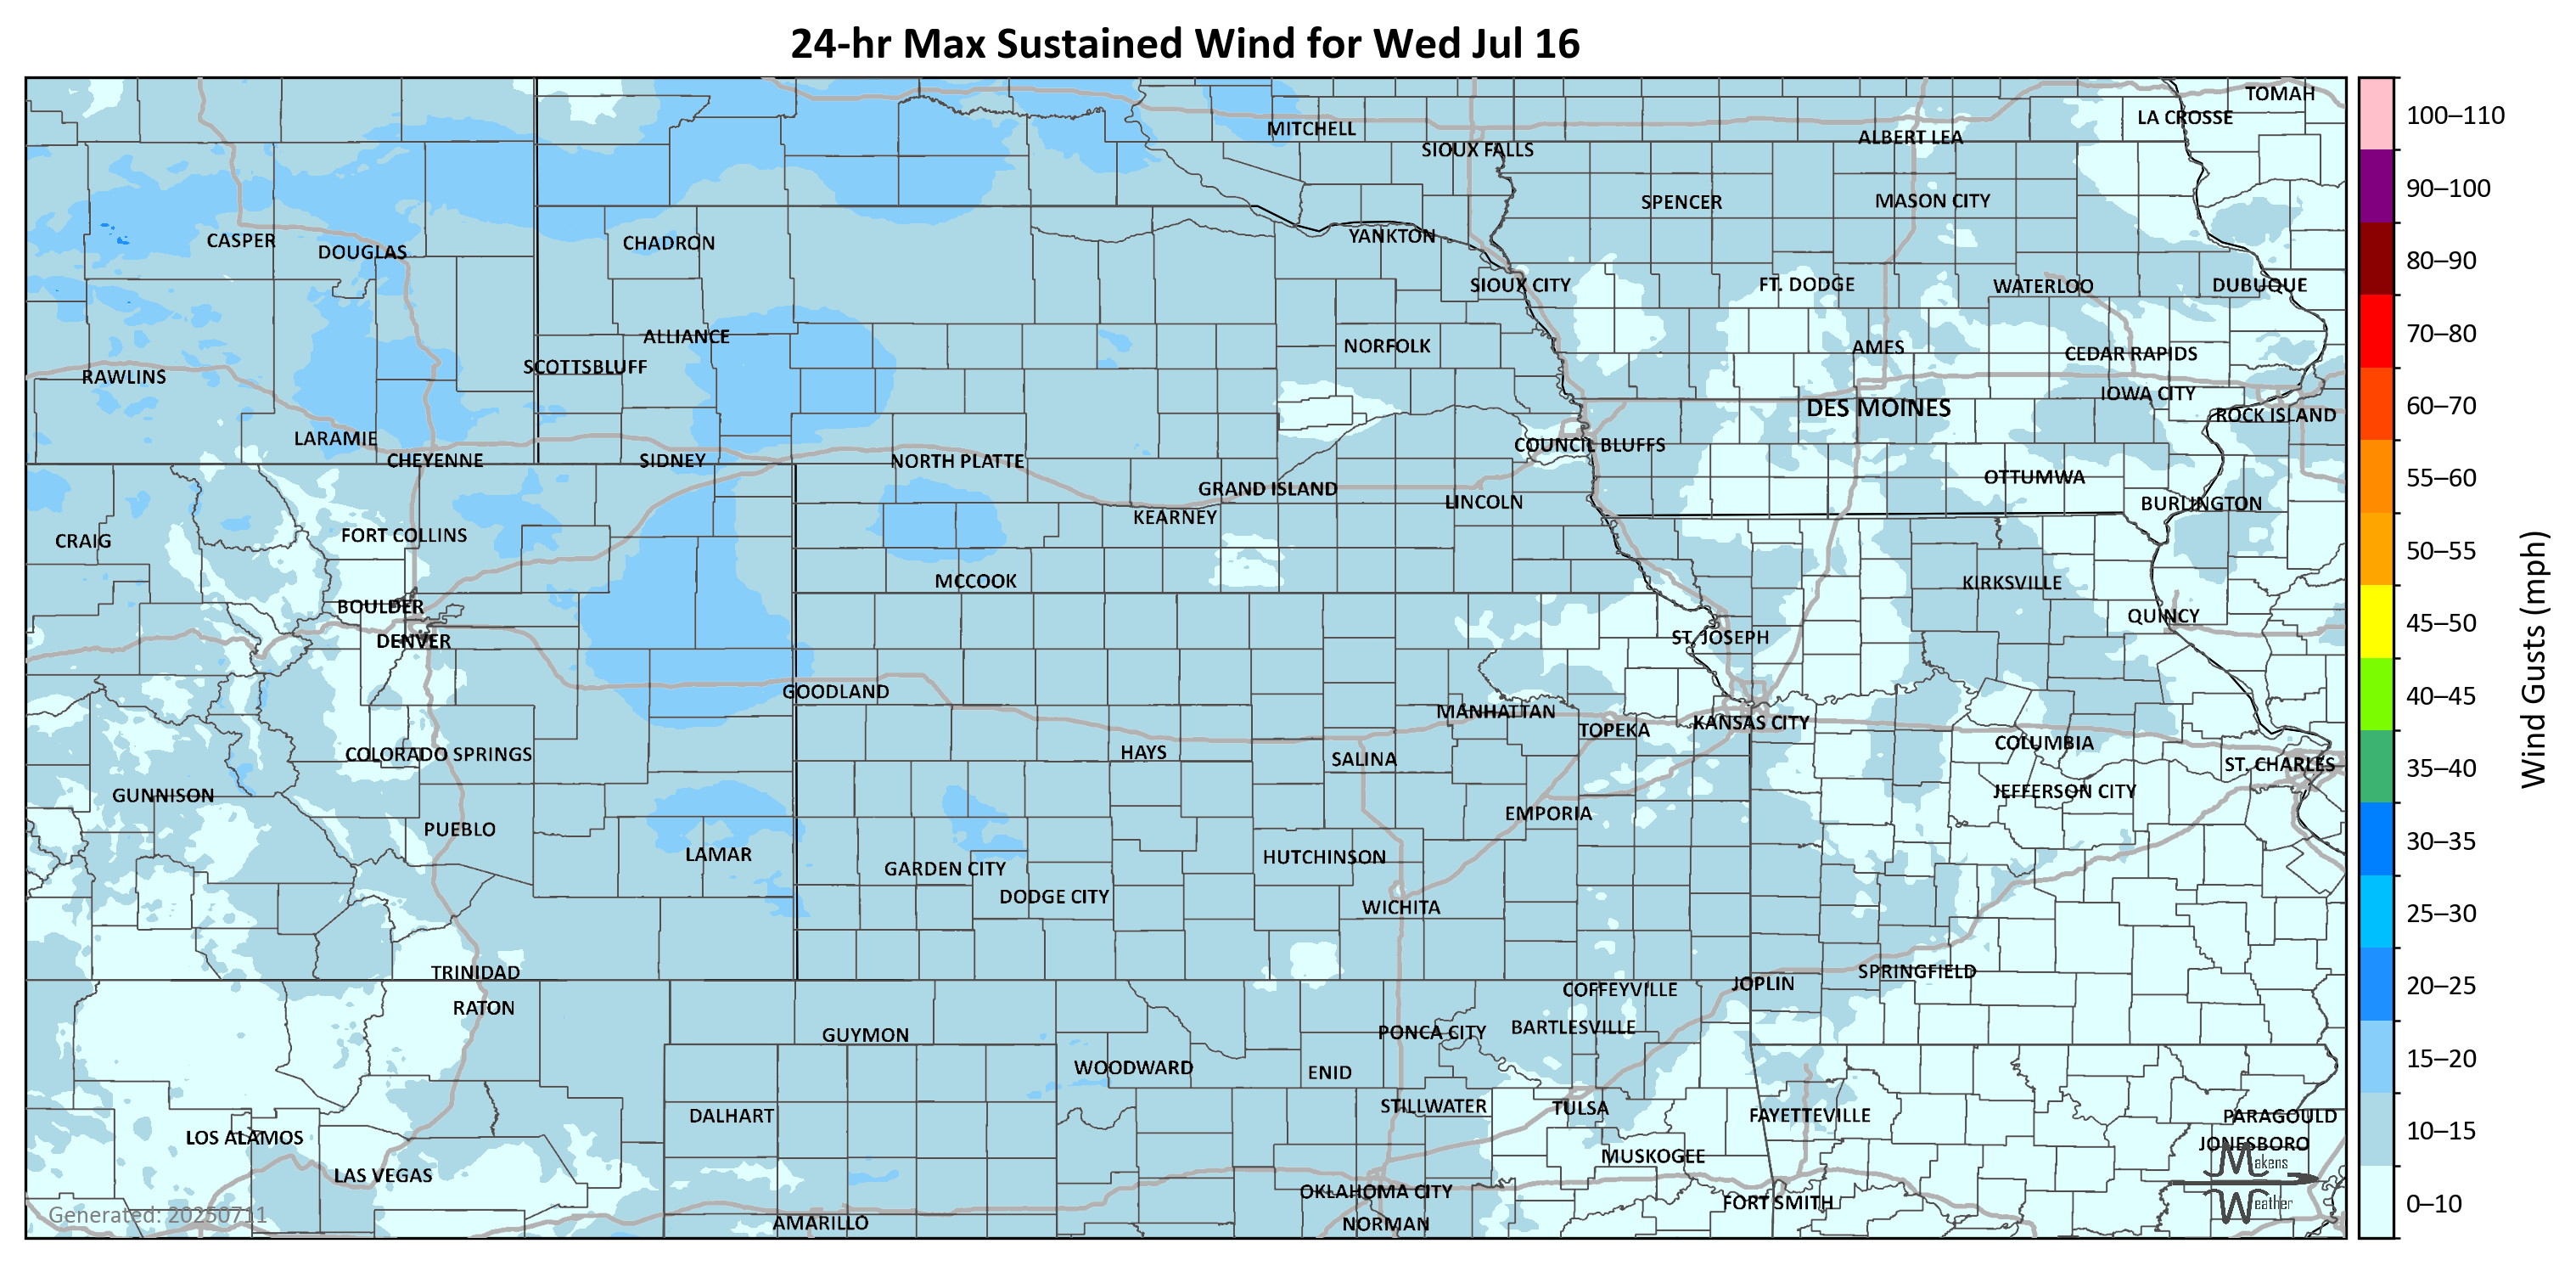 24-hr Max Sustained Wind for Wed Jul 16
TOMAH
LA CROSSE
MITCHELL
ALBERT LEA
SIOUX FALLS
SPENCER
MASON CITY
CASPER
DOUGLAS
CHADRON
YANKTON
SIOUX CITY
FT. DODGE
WATERLOO
DUBUQUE
ALLIANCE
NORFOLK
AMES
CEDAR RAPIDS
SCOTTSBLUFF
RAWLINS
IOWA CITY
DES MOINES
ROCK ISLAND
LARAMIE
COUNCIL BLUFFS
CHEYENNE
SIDNEY
NORTH PLATTE
OTTUMWA
GRAND ISLAND
LINCOLN
BURLINGTON
KEARNEY
FORT COLLINS
CRAIG
MCCOOK
KIRKSVILLE
BOULDER
QUINCY
DENVER
ST. JOSEPH
GOODLAND
MANHATTAN
KANSAS CITY
TOPEKA
COLUMBIA
COLORADO SPRINGS
HAYS
SALINA
ST. CHARLES
GUNNISON
JEFFERSON CITY
EMPORIA
PUEBLO
LAMAR
HUTCHINSON
GARDEN CITY
DODGE CITY
WICHITA
TRINIDAD
SPRINGFIELD
JOPLIN
COFFEYVILLE
RATON
BARTLESVILLE
GUYMON
PONCA CITY
WOODWARD
ENID
STILLWATER
TULSA
DALHART
FAYETTEVILLE
PARAGOULD
LOS ALAMOS
JONESBORO
MUSKOGEE
LAS VEGAS
OKLAHOMA CITY
FORT SMITH
AMARILLO
NORMAN
Generated: 20250711
Makens
Weather
100–110
90–100
80–90
70–80
60–70
55–60
50–55
45–50
40–45
35–40
30–35
25–30
20–25
15–20
10–15
0–10
Wind Gusts (mph)